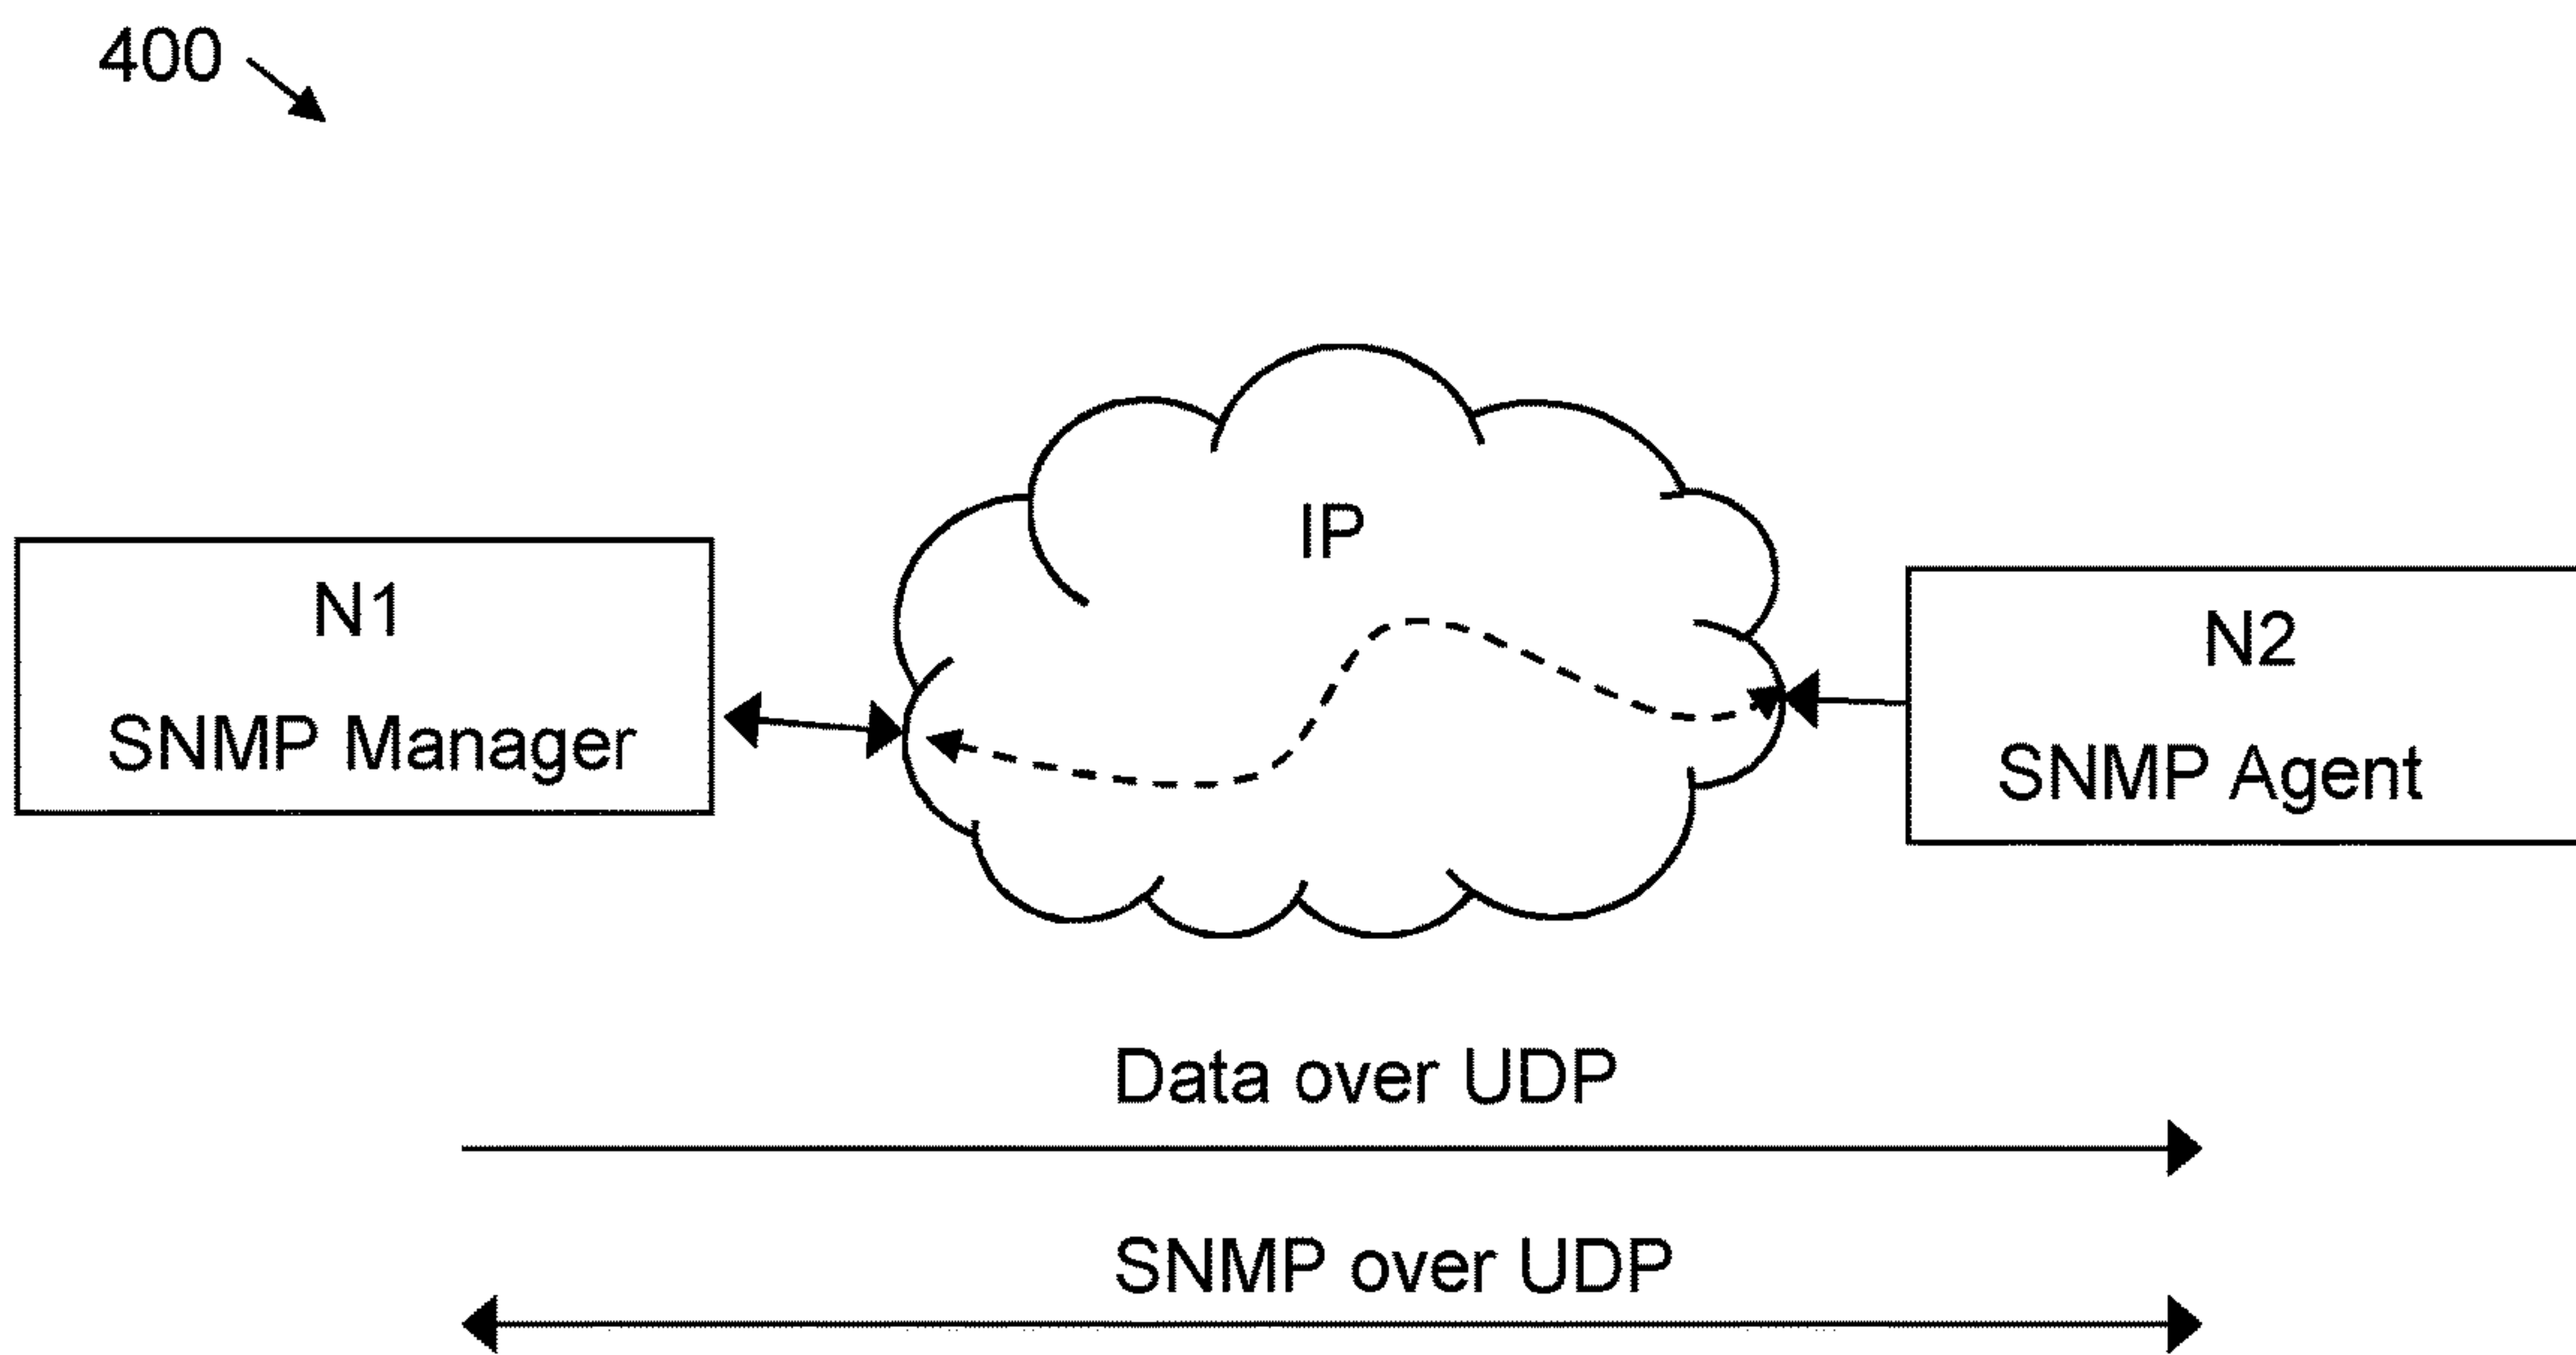 400
IP
N1
SNMP Manager
N2
SNMP Agent
Data over UDP
SNMP over UDP